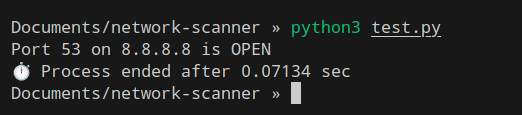 Documents/network-scanner » python3 test.py
Port 53 on 8.8.8.8 is OPEN
⏱ Process ended after 0.07134 sec
Documents/network-scanner »